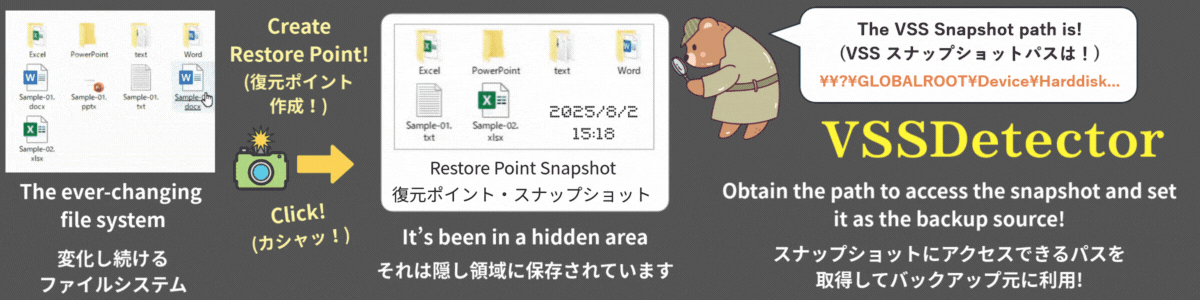 Excel
PowerPoint
text
Word
Sample-01.
docx
Sample-01.
pptx
Sample-01.
txt
Sample-
docx
Sample-02.
xlsx
The ever-changing
file system
変化し続ける
ファイルシステム
Create
Restore Point!
(復元ポイント
作成！)
Click!
(カシャッ！)
Excel
PowerPoint
text
Word
Sample-01.
txt
Sample-02.
xlsx
2025/8/2
15:18
Restore Point Snapshot
復元ポイント・スナップショット
It's been in a hidden area
それは隠し領域に保存されています
The VSS Snapshot path is!
(VSS スナップショットパスは！)
¥¥?¥GLOBALROOT¥Device¥Harddisk...
VSSDetector
Obtain the path to access the snapshot and set
it as the backup source!
スナップショットにアクセスできるパスを
取得してバックアップ元に利用!